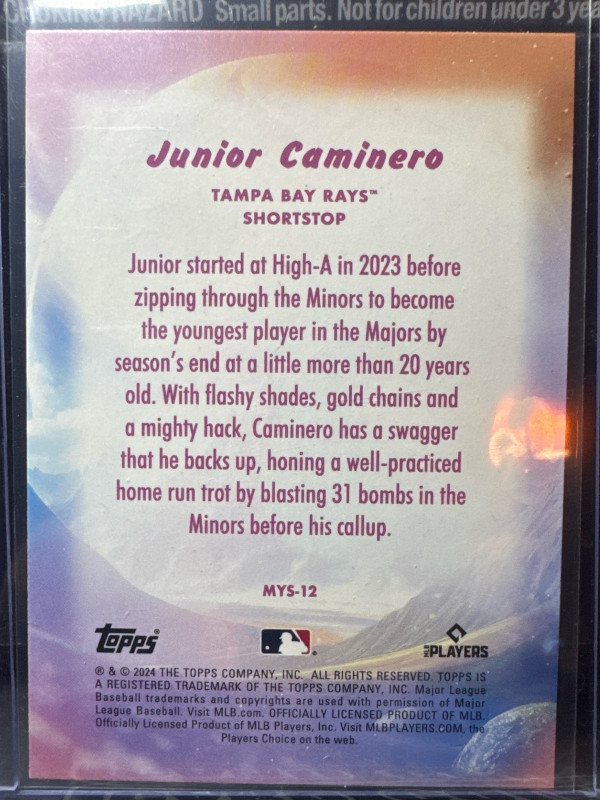 CHOKING HAZARD Small parts. Not for children under 3 yea
Junior Caminero
TAMPA BAY RAYS™
SHORTSTOP
Junior started at High-A in 2023 before
zipping through the Minors to become
the youngest player in the Majors by
season's end at a little more than 20 years
old. With flashy shades, gold chains and
a mighty hack, Caminero has a swagger
that he backs up, honing a well-practiced
home run trot by blasting 31 bombs in the
Minors before his callup.
MYS-12
TOPPS® MLB PLAYERS
® & © 2024 THE TOPPS COMPANY, INC. ALL RIGHTS RESERVED. TOPPS IS
A REGISTERED TRADEMARK OF THE TOPPS COMPANY, INC. Major League
Baseball trademarks and copyrights are used with permission of Major
League Baseball. Visit MLB.com. OFFICIALLY LICENSED PRODUCT OF MLB.
Officially Licensed Product of MLB Players, Inc. Visit MLBPLAYERS.COM, the
Players Choice on the web.